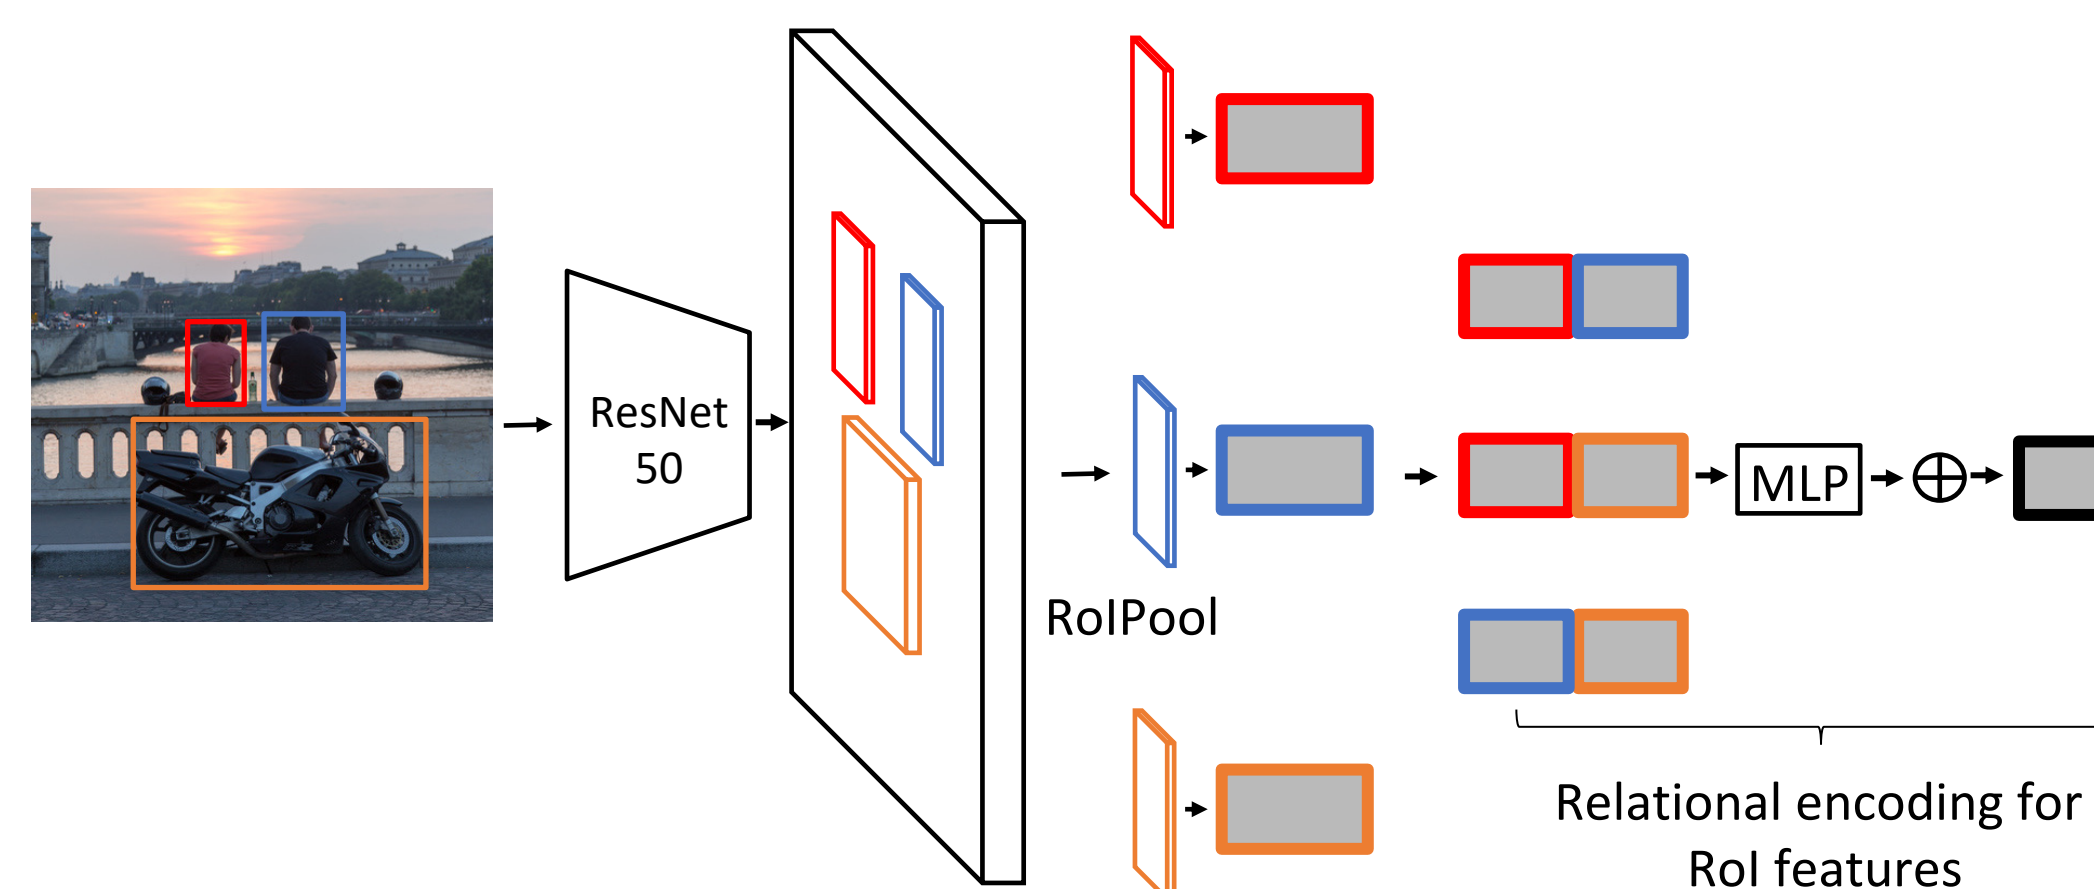 ResNet
50
RoIPool
MLP
Relational encoding for
RoI features